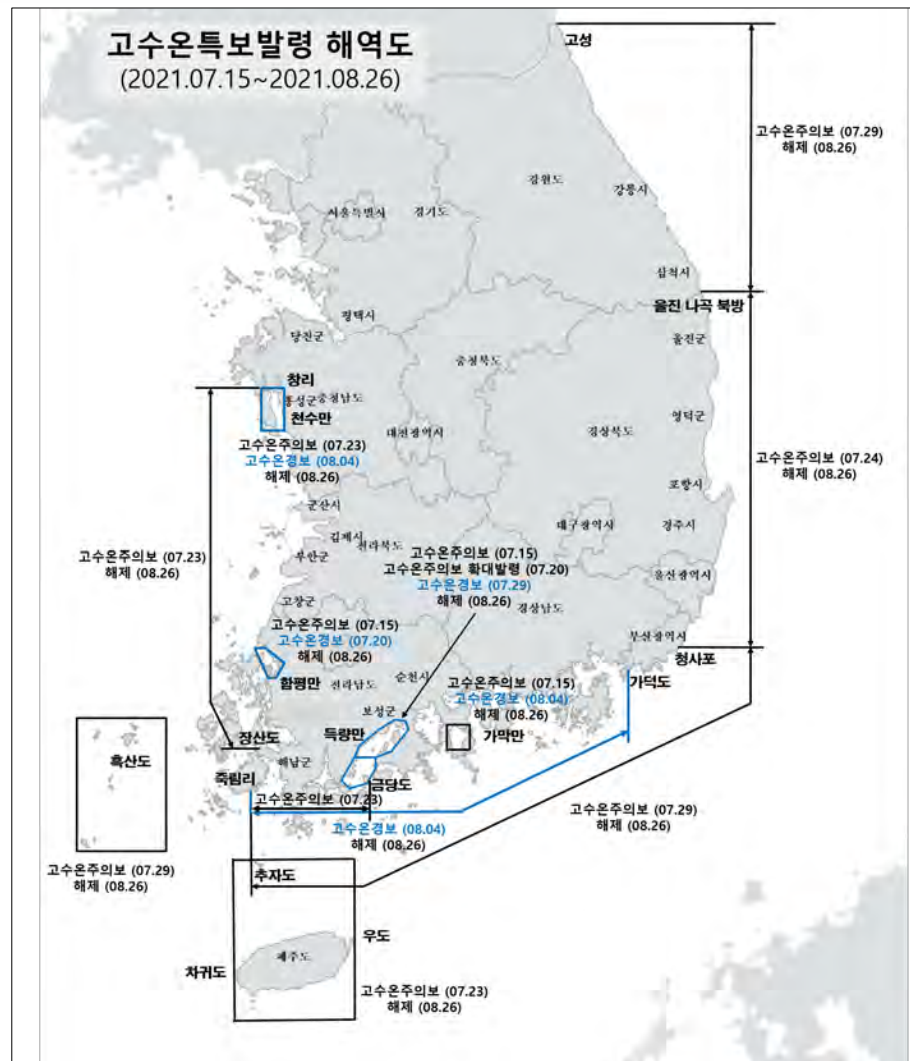 고수온특보발령 해역도
(2021.07.15~2021.08.26)
고성
고수온주의보 (07.29)
해제 (08.26)
강원도
강릉시
서울특별시
경기도
삼척시
울진 나곡 북방
평택시
울진군
당진군
충청북도
창리
홍성군
충청남도
천수만
영덕군
대전광역시
경상북도
고수온주의보 (07.23)
고수온경보 (08.04)
해제 (08.26)
고수온주의보 (07.24)
해제 (08.26)
포항시
군산시
대구광역시
경주시
김제시
전라북도
부안군
고수온주의보 (07.23)
해제 (08.26)
고수온주의보 (07.15)
고수온주의보 확대발령 (07.20)
고수온경보 (07.29)
해제 (08.26)
울산광역시
고창군
경상남도
고수온주의보 (07.15)
고수온경보 (07.20)
해제 (08.26)
부산광역시
청사포
함평만
전라남도
순천시
고수온주의보 (07.15)
고수온경보 (08.04)
해제 (08.26)
가덕도
보성군
득량만
가막만
장산도
흑산도
해남군
죽림리
금당도
고수온주의보 (07.23)
고수온경보 (08.04)
해제 (08.26)
고수온주의보 (07.29)
해제 (08.26)
고수온주의보 (07.29)
해제 (08.26)
추자도
우도
제주도
차귀도
고수온주의보 (07.23)
해제 (08.26)